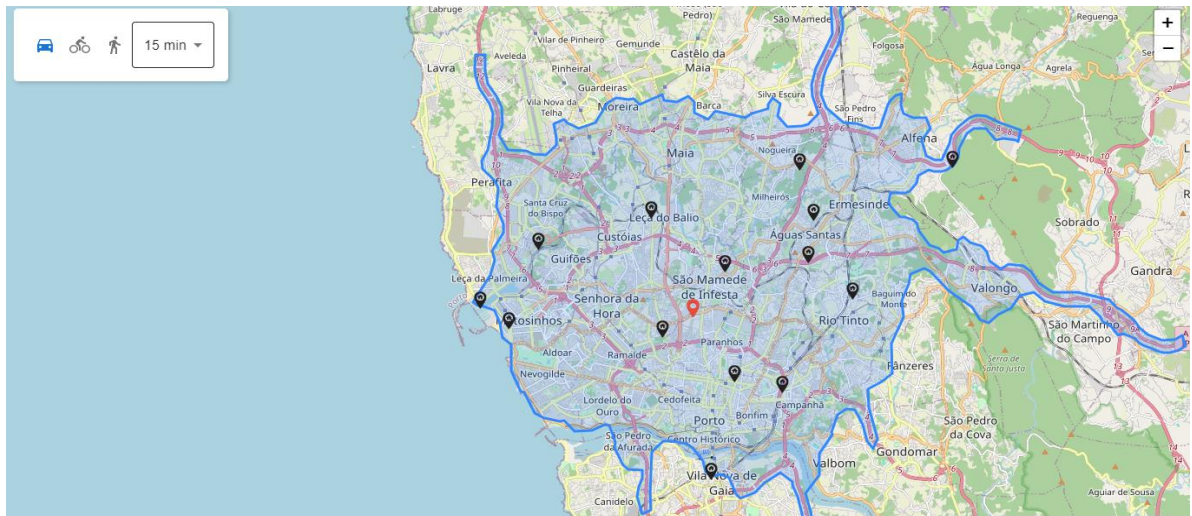 15 min
+
−
Labruge
Vilar de Pinheiro
Gemunde
São Mamede
Folgosa
Reguenga
Aveleda
Lavra
Castêlo da
Maia
Água Longa
Agrela
Guardeiras
Vila Nova da
Telha
Moreira
Barca
Silva Escura
São Pedro
Fins
Alfena
Maia
Nogueira
Perafita
Santa Cruz
do Bispo
Leça do Balio
Milheirós
Ermesinde
Sobrado
Custóias
Águas Santas
Guifões
Gandra
Leça da Palmeira
São Mamede
de Infesta
Valongo
Baguim do
Monte
Senhora da
Hora
Matosinhos
Rio Tinto
São Martinho
do Campo
Aldoar
Ramalde
Paranhos
Fânzeres
Serra de
Santa Justa
Nevogilde
Lordelo do
Ouro
Cedofeita
Campanhã
Porto
Bonfim
São Pedro
da Cova
São Pedro
da Afurada
Centro Histórico
Gondomar
Valbom
Vila Nova de
Gaia
Canidelo
Aguiar de Sousa